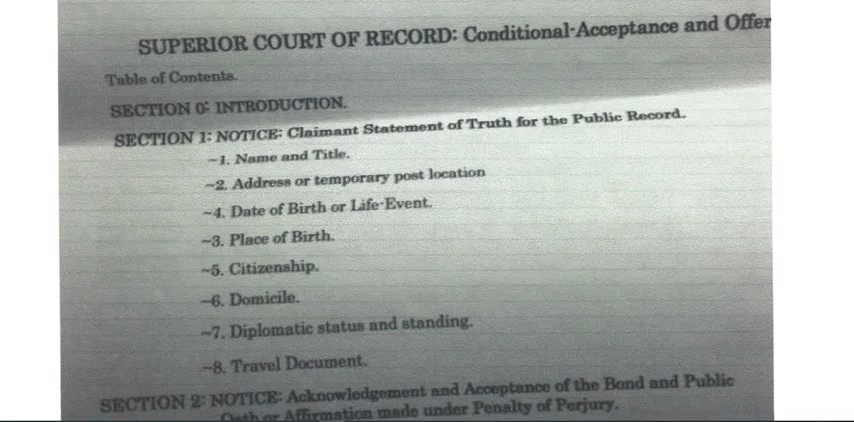 SUPERIOR COURT OF RECORD: Conditional-Acceptance and Offer
Table of Contents.
SECTION 0: INTRODUCTION.
SECTION 1: NOTICE: Claimant Statement of Truth for the Public Record.
~1. Name and Title.
~2. Address or temporary post location
~4. Date of Birth or Life-Event.
~3. Place of Birth.
~5. Citizenship.
~6. Domicile.
~7. Diplomatic status and standing.
~8. Travel Document.
SECTION 2: NOTICE: Acknowledgement and Acceptance of the Bond and Public
Oath or Affirmation made under Penalty of Perjury.